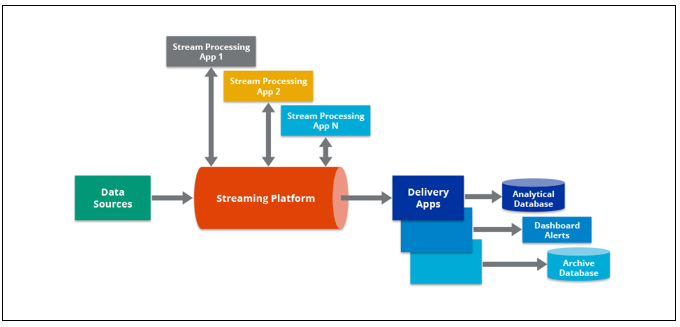 Stream Processing
App 1
Stream Processing
App 2
Stream Processing
App N
Data
Sources
Streaming Platform
Delivery
Apps
Analytical
Database
Dashboard
Alerts
Archive
Database